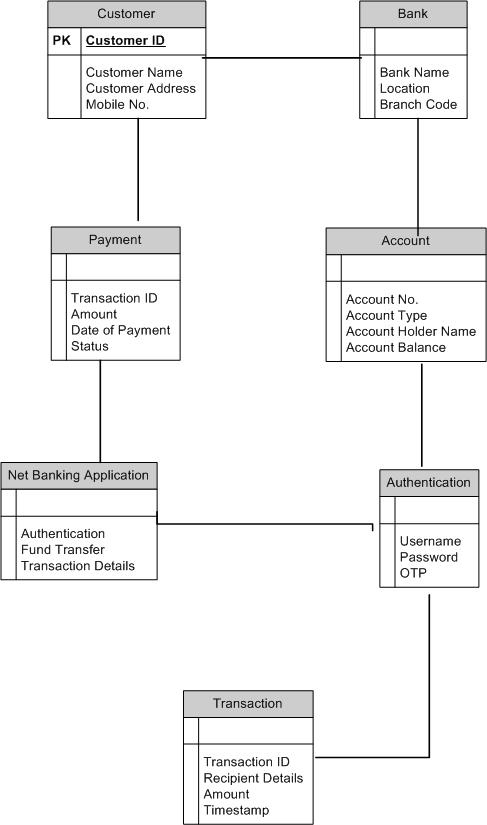 Customer
PK Customer ID
Customer Name
Customer Address
Mobile No.
Bank
Bank Name
Location
Branch Code
Payment
Transaction ID
Amount
Date of Payment
Status
Account
Account No.
Account Type
Account Holder Name
Account Balance
Net Banking Application
Authentication
Fund Transfer
Transaction Details
Authentication
Username
Password
OTP
Transaction
Transaction ID
Recipient Details
Amount
Timestamp